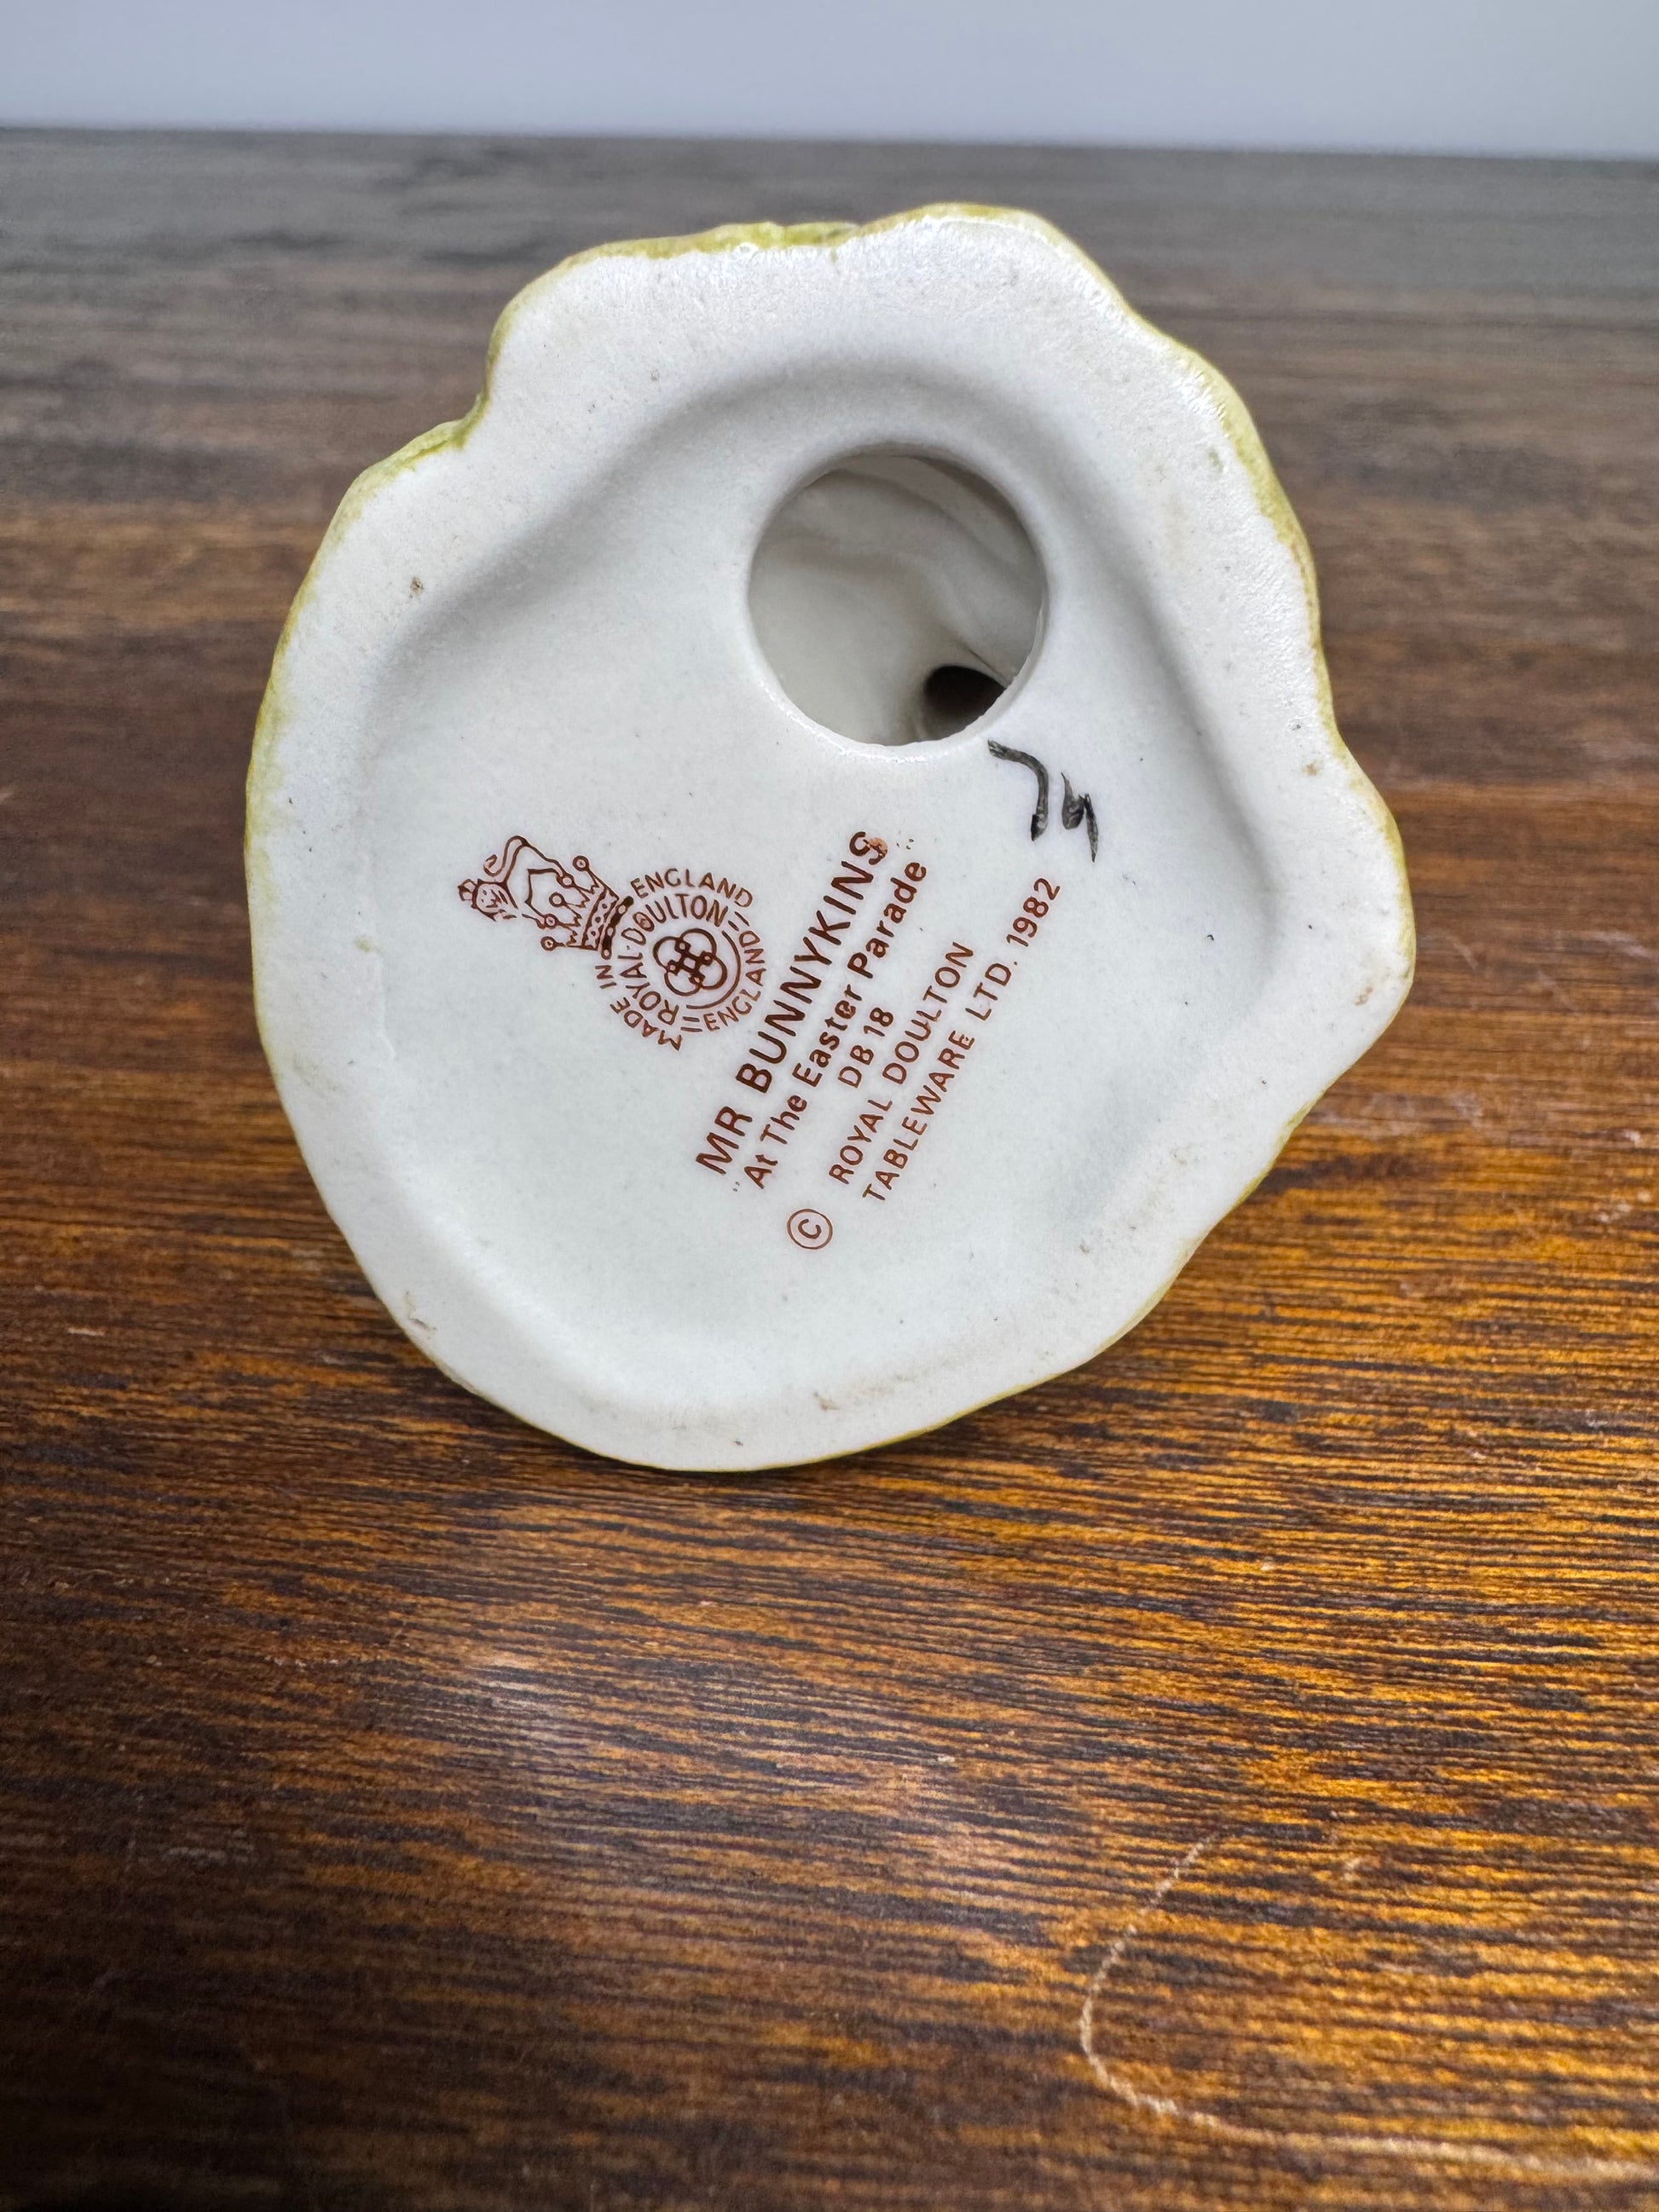 MADE IN ENGLAND
ROYAL DOULTON
ENGLAND
MR BUNNYKINS
"At The Easter Parade"
DB 18
© ROYAL DOULTON
TABLEWARE LTD. 1982